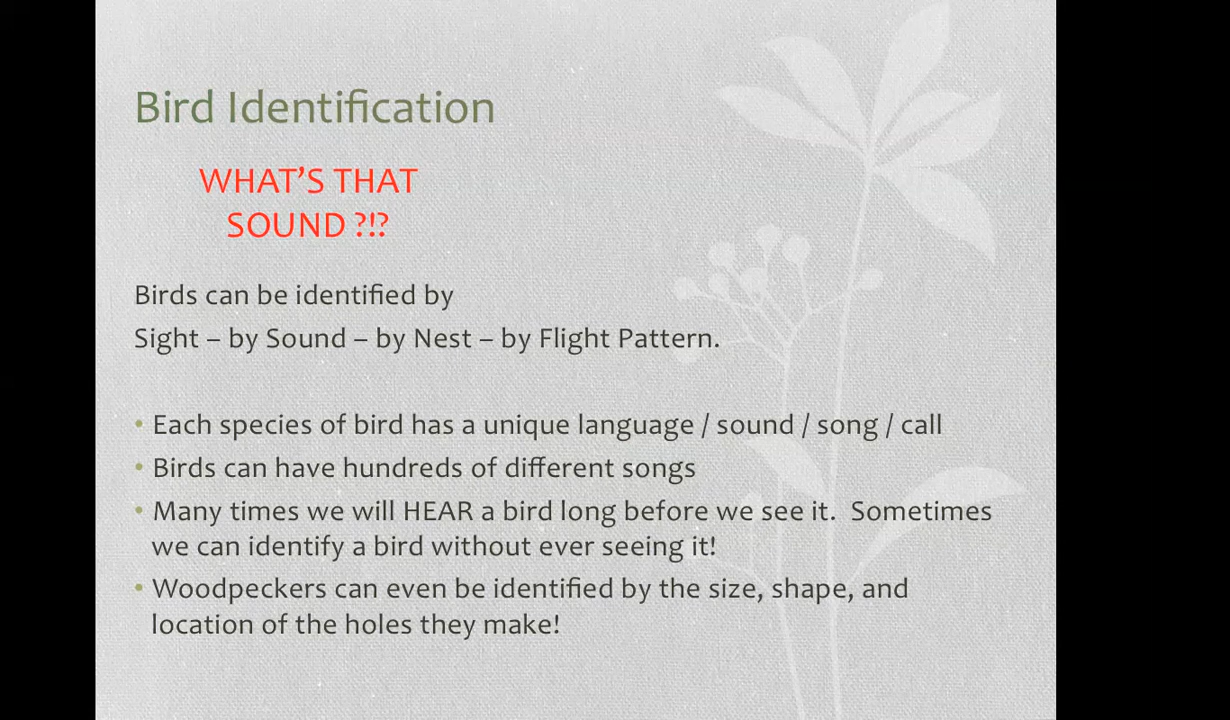 Bird Identification
WHAT'S THAT
SOUND ?!?
Birds can be identified by
Sight – by Sound – by Nest – by Flight Pattern.
• Each species of bird has a unique language / sound / song / call
• Birds can have hundreds of different songs
• Many times we will HEAR a bird long before we see it.  Sometimes
we can identify a bird without ever seeing it!
• Woodpeckers can even be identified by the size, shape, and
location of the holes they make!